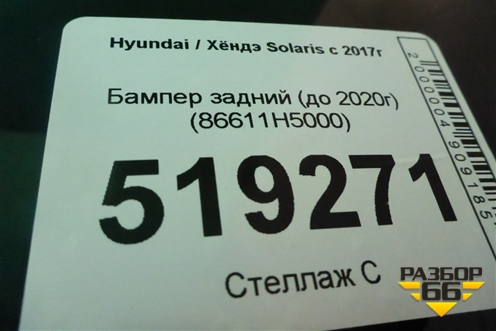 Hyundai / Хёндэ Solaris с 2017г
Бампер задний (до 2020г)
(86611H5000)
519271
Стеллаж С
РАЗБОР
66